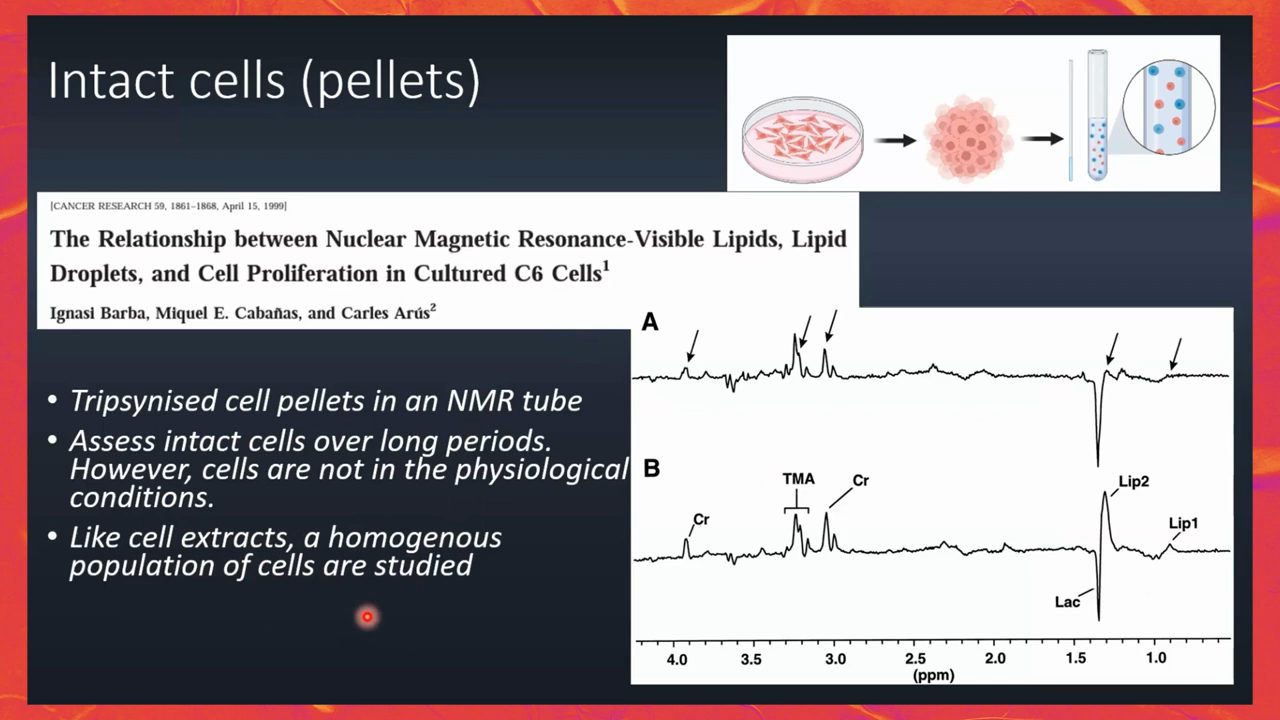 Intact cells (pellets)
[CANCER RESEARCH 59, 1861–1868, April 15, 1999]
The Relationship between Nuclear Magnetic Resonance-Visible Lipids, Lipid
Droplets, and Cell Proliferation in Cultured C6 Cells1
Ignasi Barba, Miquel E. Cabañas, and Carles Arús2
• Tripsynised cell pellets in an NMR tube
• Assess intact cells over long periods.
However, cells are not in the physiological
conditions.
• Like cell extracts, a homogenous
population of cells are studied
A
B
Cr
TMA
Cr
Lip2
Lip1
Lac
4.0 3.5 3.0 2.5 2.0 1.5 1.0
(ppm)